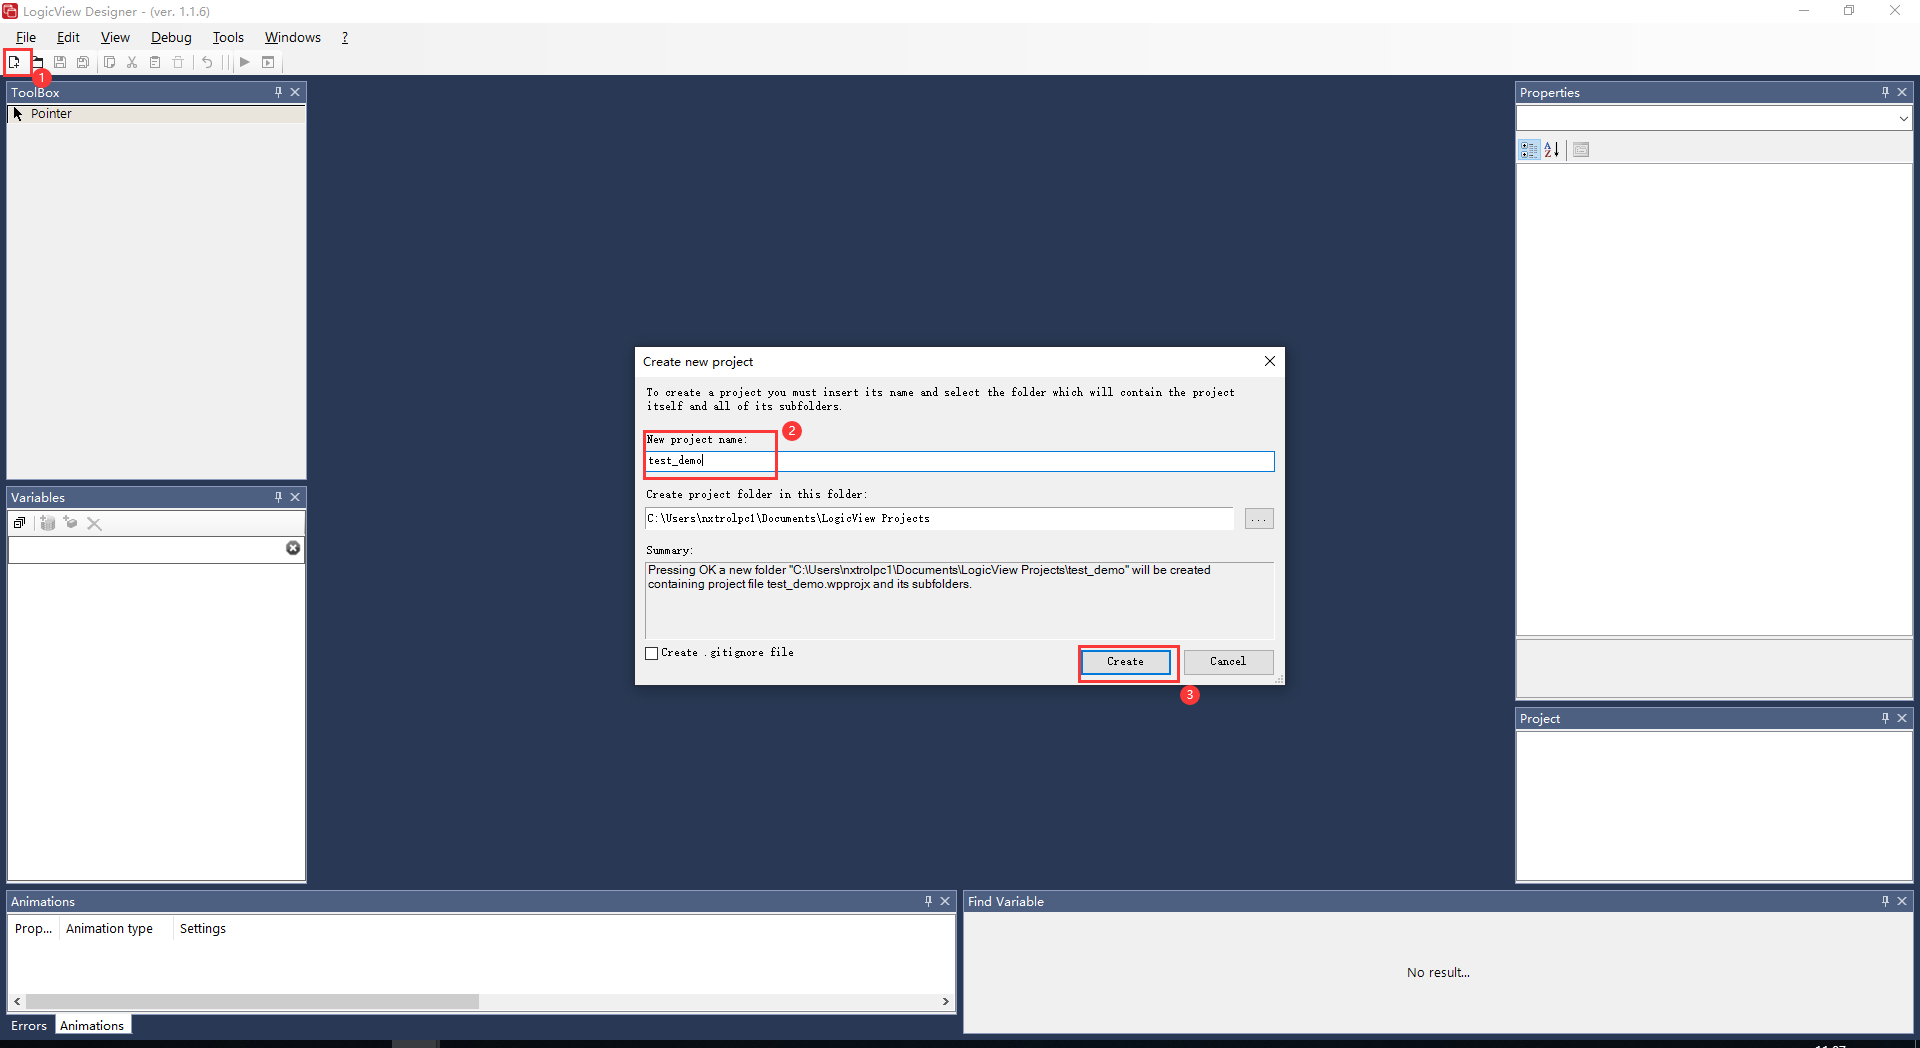 LogicView Designer - (ver. 1.1.6)
File Edit View Debug Tools Windows ?
1
ToolBox
Pointer
Properties
Create new project
To create a project you must insert its name and select the folder which will contain the project
itself and all of its subfolders.
2
New project name:
test_demo
Create project folder in this folder:
C:\Users\nxtrolpc1\Documents\LogicView Projects
...
Summary:
Pressing OK a new folder "C:\Users\nxtrolpc1\Documents\LogicView Projects\test_demo" will be created
containing project file test_demo.wpprojx and its subfolders.
Create .gitignore file
Create
Cancel
3
Variables
Project
Animations
Prop... Animation type Settings
Find Variable
No result...
Errors Animations